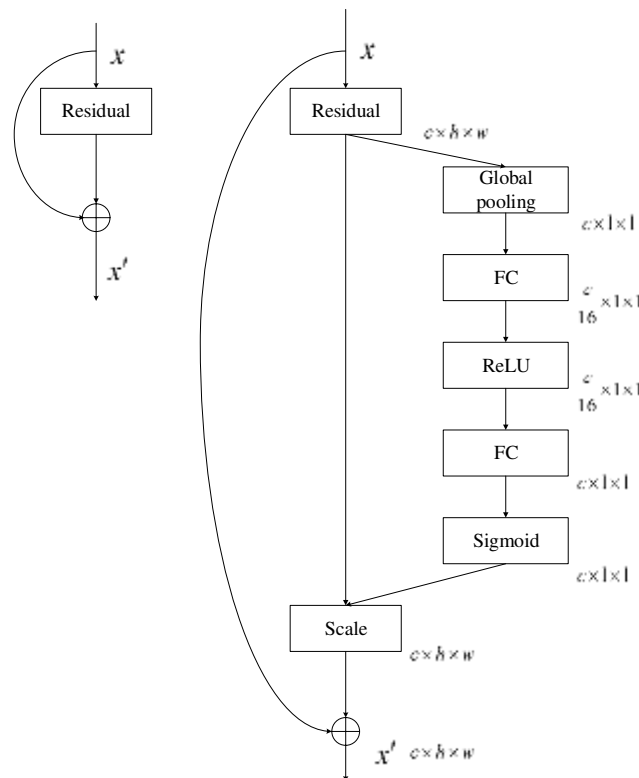 x
Residual
x′
x
Residual
c×h×w
Global
pooling
c×1×1
FC
c/16 ×1×1
ReLU
c/16 ×1×1
FC
c×1×1
Sigmoid
c×1×1
Scale
c×h×w
x′ c×h×w